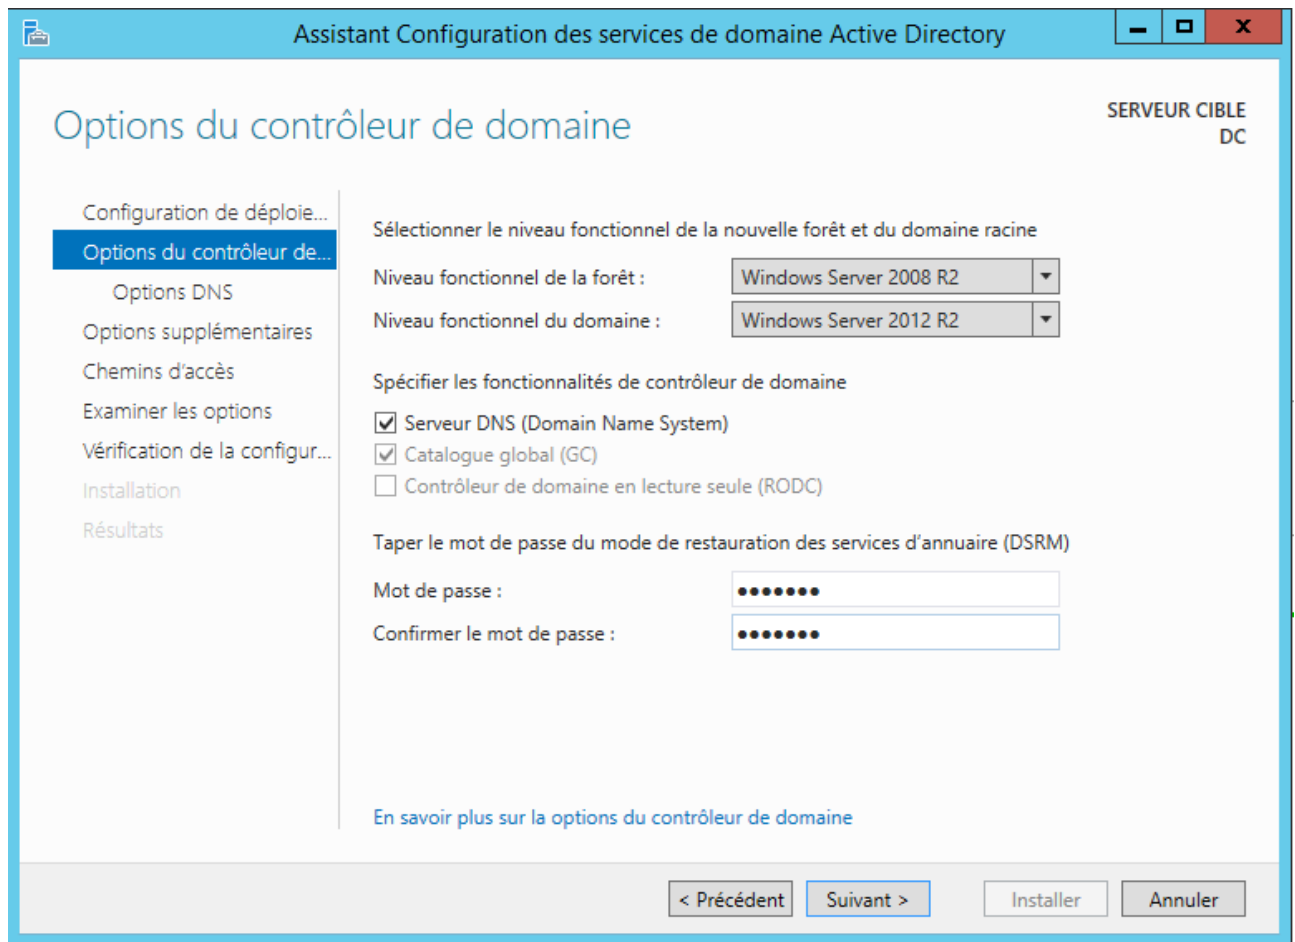 Assistant Configuration des services de domaine Active Directory
Options du contrôleur de domaine
SERVEUR CIBLE
DC
Configuration de déploie...
Options du contrôleur de...
Options DNS
Options supplémentaires
Chemins d'accès
Examiner les options
Vérification de la configur...
Installation
Résultats
Sélectionner le niveau fonctionnel de la nouvelle forêt et du domaine racine
Niveau fonctionnel de la forêt : Windows Server 2008 R2
Niveau fonctionnel du domaine : Windows Server 2012 R2
Spécifier les fonctionnalités de contrôleur de domaine
Serveur DNS (Domain Name System)
Catalogue global (GC)
Contrôleur de domaine en lecture seule (RODC)
Taper le mot de passe du mode de restauration des services d'annuaire (DSRM)
Mot de passe : •••••••
Confirmer le mot de passe : •••••••
En savoir plus sur la options du contrôleur de domaine
< Précédent Suivant > Installer Annuler